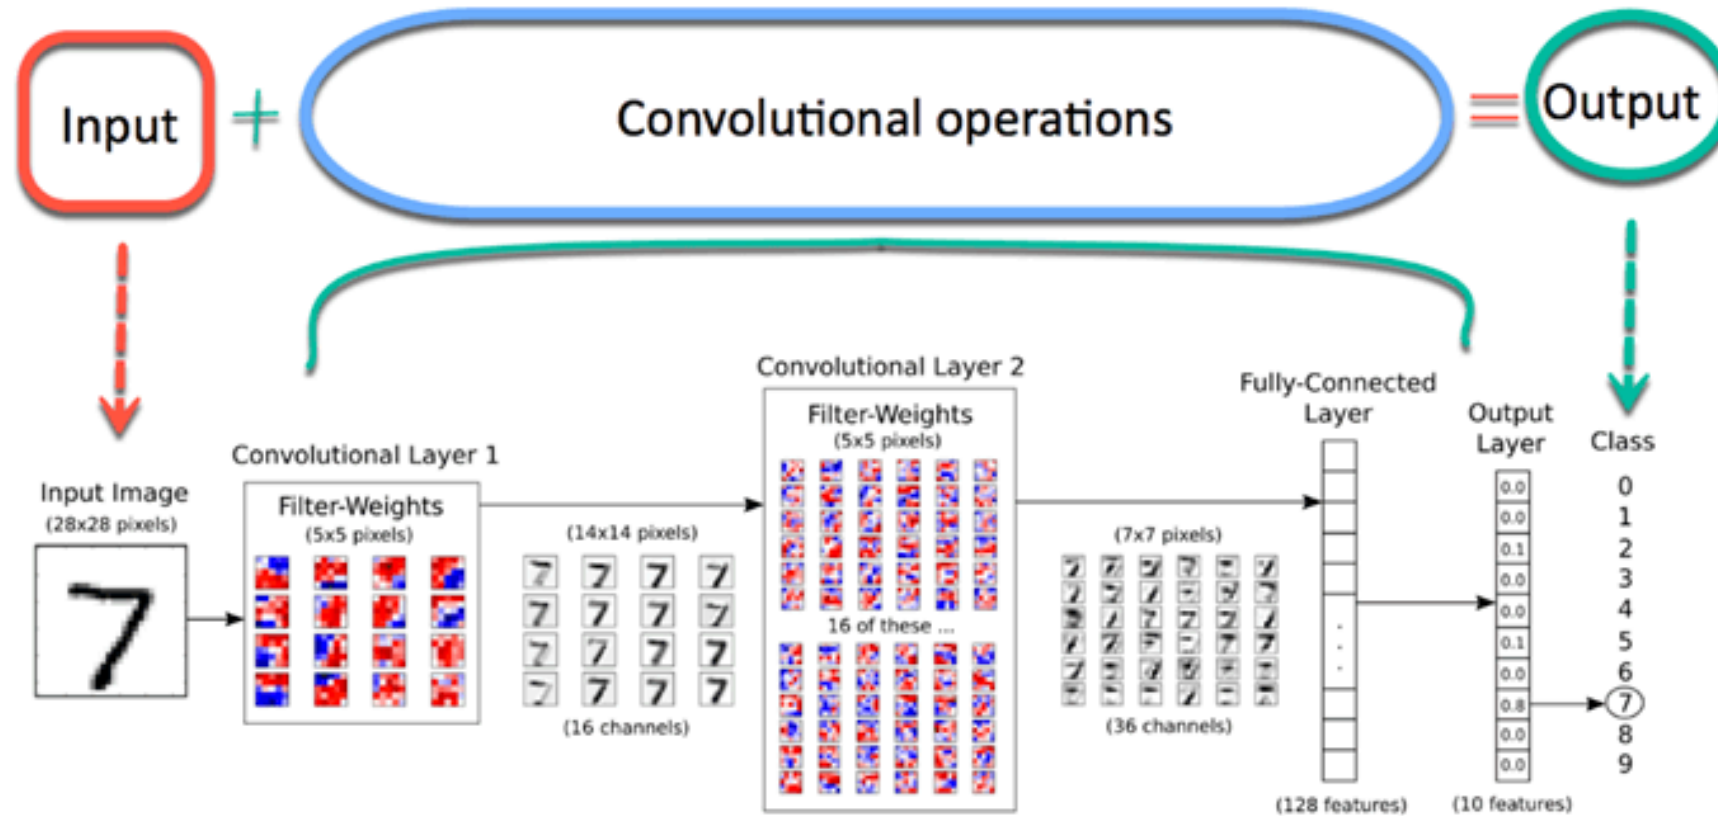 Input
+
Convolutional operations
=
Output
Convolutional Layer 2
Fully-Connected
Layer
Output
Layer
Class
Convolutional Layer 1
Input Image
(28x28 pixels)
Filter-Weights
(5x5 pixels)
(14x14 pixels)
(16 channels)
Filter-Weights
(5x5 pixels)
16 of these ...
(7x7 pixels)
(36 channels)
(128 features)
0.0
0.0
0.1
0.0
0.0
0.1
0.0
0.8
0.0
0.0
(10 features)
0
1
2
3
4
5
6
7
8
9
7